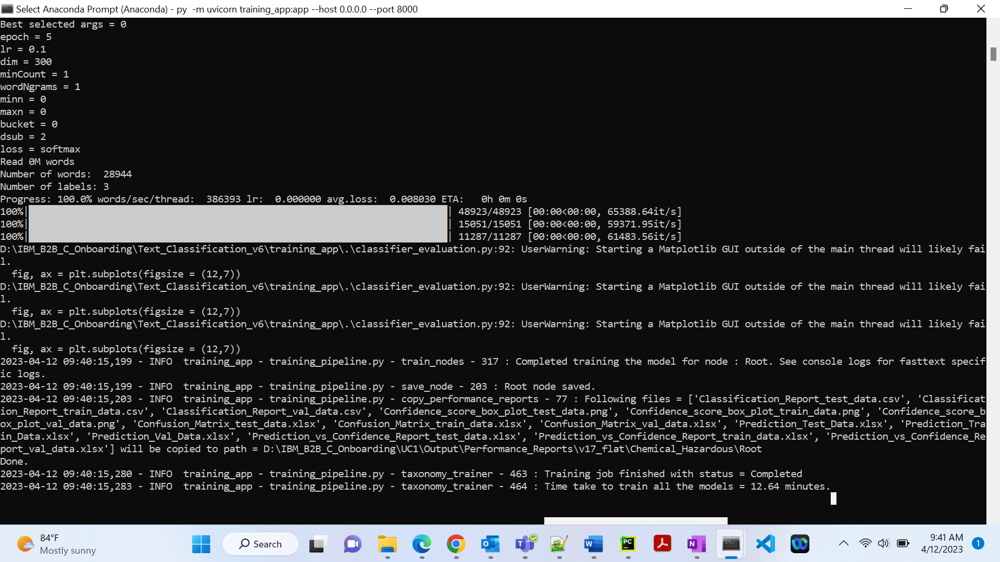 Select Anaconda Prompt (Anaconda) - py  -m uvicorn training_app:app --host 0.0.0.0 --port 8000
Best selected args = 0
epoch = 5
lr = 0.1
dim = 300
minCount = 1
wordNgrams = 1
minn = 0
maxn = 0
bucket = 0
dsub = 2
loss = softmax
Read 0M words
Number of words:  28944
Number of labels: 3
Progress: 100.0% words/sec/thread:  386393 lr:  0.000000 avg.loss:  0.008030 ETA:   0h 0m 0s
100%| | 48923/48923 [00:00<00:00, 65388.64it/s]
100%| | 15051/15051 [00:00<00:00, 59371.95it/s]
100%| | 11287/11287 [00:00<00:00, 61483.56it/s]
D:\IBM_B2B_C_Onboarding\Text_Classification_v6\training_app\.\classifier_evaluation.py:92: UserWarning: Starting a Matplotlib GUI outside of the main thread will likely fai
l.
  fig, ax = plt.subplots(figsize = (12,7))
D:\IBM_B2B_C_Onboarding\Text_Classification_v6\training_app\.\classifier_evaluation.py:92: UserWarning: Starting a Matplotlib GUI outside of the main thread will likely fai
l.
  fig, ax = plt.subplots(figsize = (12,7))
D:\IBM_B2B_C_Onboarding\Text_Classification_v6\training_app\.\classifier_evaluation.py:92: UserWarning: Starting a Matplotlib GUI outside of the main thread will likely fai
l.
  fig, ax = plt.subplots(figsize = (12,7))
2023-04-12 09:40:15,199 - INFO  training_app - training_pipeline.py - train_nodes - 317 : Completed training the model for node : Root. See console logs for fasttext specif
ic logs.
2023-04-12 09:40:15,199 - INFO  training_app - training_pipeline.py - save_node - 203 : Root node saved.
2023-04-12 09:40:15,203 - INFO  training_app - training_pipeline.py - copy_performance_reports - 77 : Following files = ['Classification_Report_test_data.csv', 'Classificat
ion_Report_train_data.csv', 'Classification_Report_val_data.csv', 'Confidence_score_box_plot_test_data.png', 'Confidence_score_box_plot_train_data.png', 'Confidence_score_b
ox_plot_val_data.png', 'Confusion_Matrix_test_data.xlsx', 'Confusion_Matrix_train_data.xlsx', 'Confusion_Matrix_val_data.xlsx', 'Prediction_Test_Data.xlsx', 'Prediction_Tra
in_Data.xlsx', 'Prediction_Val_Data.xlsx', 'Prediction_vs_Confidence_Report_test_data.xlsx', 'Prediction_vs_Confidence_Report_train_data.xlsx', 'Prediction_vs_Confidence_Re
port_val_data.xlsx'] will be copied to path = D:\IBM_B2B_C_Onboarding\UC1\Output\Performance_Reports\v17_flat\Chemical_Hazardous\Root
Done.
2023-04-12 09:40:15,280 - INFO  training_app - training_pipeline.py - taxonomy_trainer - 463 : Training job finished with status = Completed
2023-04-12 09:40:15,283 - INFO  training_app - training_pipeline.py - taxonomy_trainer - 464 : Time take to train all the models = 12.64 minutes.
84°F
Mostly sunny
Search
PC
9:41 AM
4/12/2023
1